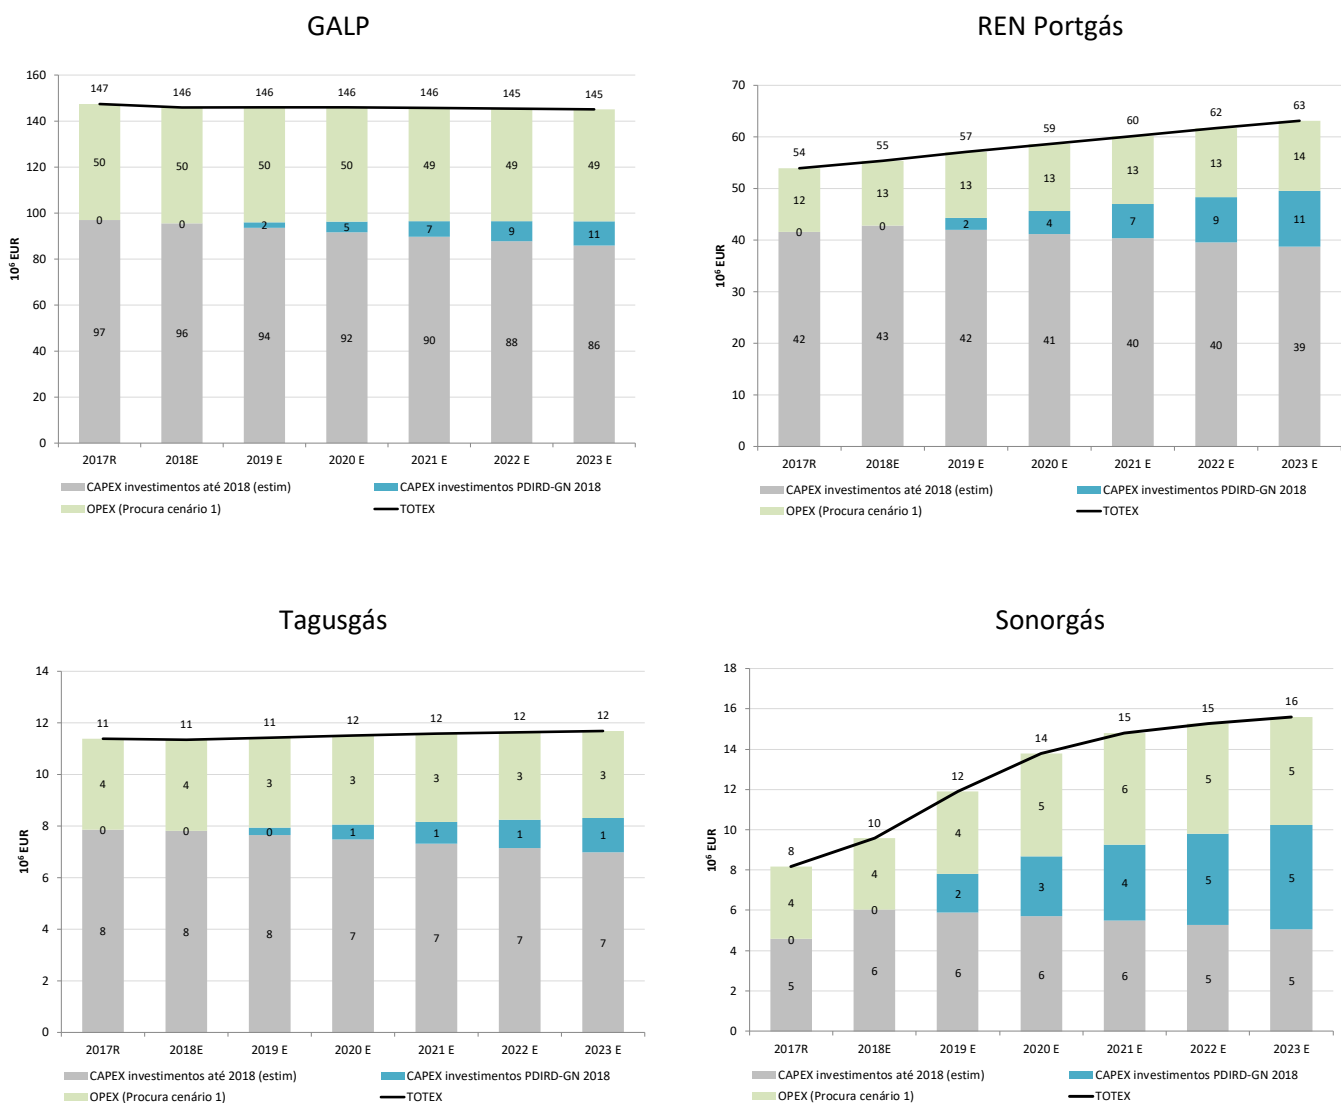 GALP
160
140
120
100
80
60
40
20
0
10⁶ EUR
147 146 146 146 146 145 145
50 50 50 50 49 49 49
0 0 2 5 7 9 11
97 96 94 92 90 88 86
2017R 2018E 2019 E 2020 E 2021 E 2022 E 2023 E
CAPEX investimentos até 2018 (estim) CAPEX investimentos PDIRD-GN 2018
OPEX (Procura cenário 1) TOTEX
REN Portgás
70
60
50
40
30
20
10
0
10⁶ EUR
54 55 57 59 60 62 63
12 13 13 13 13 13 14
0 0 2 4 7 9 11
42 43 42 41 40 40 39
2017R 2018E 2019 E 2020 E 2021 E 2022 E 2023 E
CAPEX investimentos até 2018 (estim) CAPEX investimentos PDIRD-GN 2018
OPEX (Procura cenário 1) TOTEX
Tagusgás
14
12
10
8
6
4
2
0
10⁶ EUR
11 11 11 12 12 12 12
4 4 3 3 3 3 3
0 0 0 1 1 1 1
8 8 8 7 7 7 7
2017R 2018E 2019 E 2020 E 2021 E 2022 E 2023 E
CAPEX investimentos até 2018 (estim) CAPEX investimentos PDIRD-GN 2018
OPEX (Procura cenário 1) TOTEX
Sonorgás
18
16
14
12
10
8
6
4
2
0
10⁶ EUR
8 10 12 14 15 15 16
4 4 4 5 6 5 5
0 0 2 3 4 5 5
5 6 6 6 6 5 5
2017R 2018E 2019 E 2020 E 2021 E 2022 E 2023 E
CAPEX investimentos até 2018 (estim) CAPEX investimentos PDIRD-GN 2018
OPEX (Procura cenário 1) TOTEX